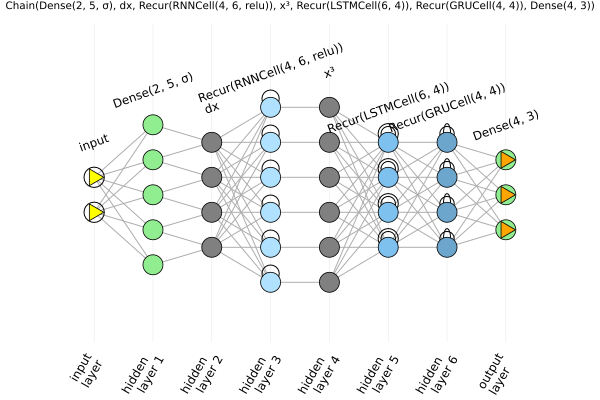 Chain(Dense(2, 5, σ), dx, Recur(RNNCell(4, 6, relu)), x³, Recur(LSTMCell(6, 4)), Recur(GRUCell(4, 4)), Dense(4, 3))
input
Dense(2, 5, σ)
dx
Recur(RNNCell(4, 6, relu))
x³
Recur(LSTMCell(6, 4))
Recur(GRUCell(4, 4))
Dense(4, 3)
input
layer
hidden
layer 1
hidden
layer 2
hidden
layer 3
hidden
layer 4
hidden
layer 5
hidden
layer 6
output
layer